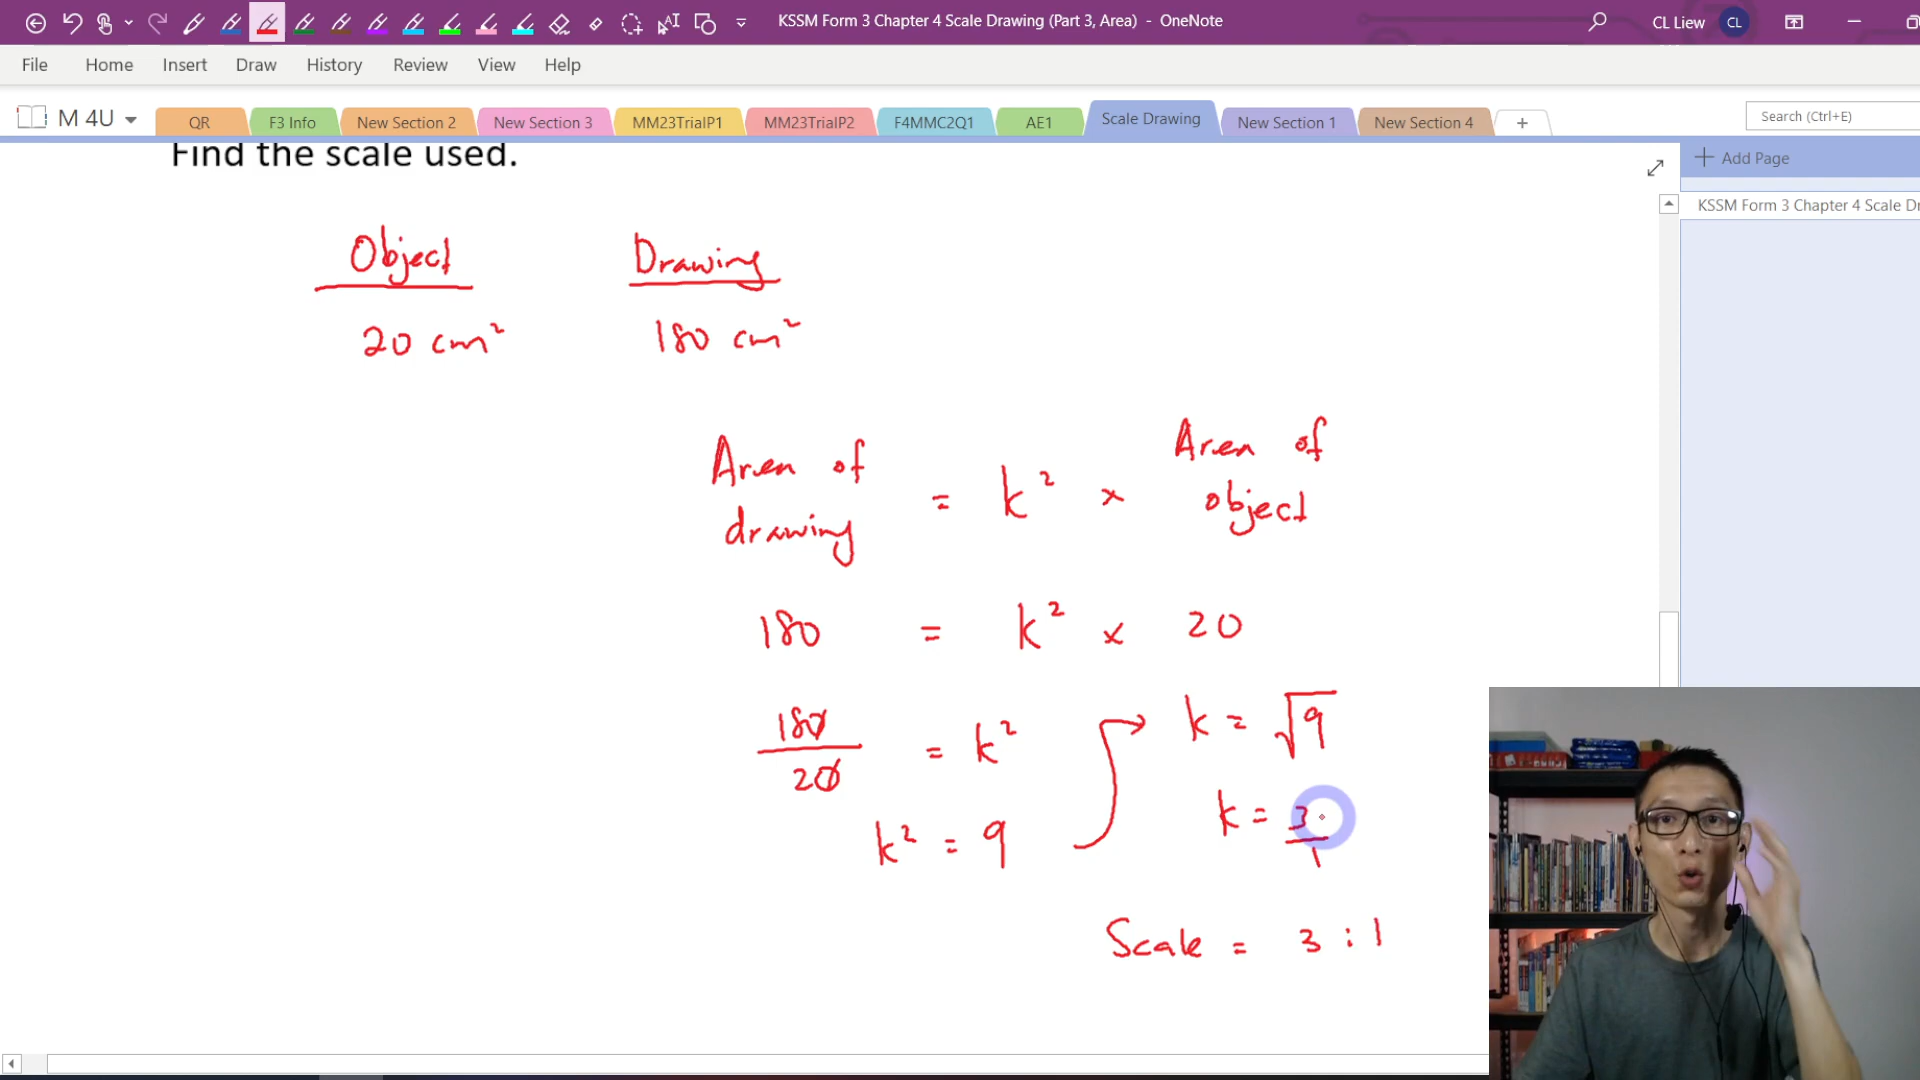 KSSM Form 3 Chapter 4 Scale Drawing (Part 3, Area) - OneNote
CL Liew CL
File Home Insert Draw History Review View Help
M 4U QR F3 Info New Section 2 New Section 3 MM23TrialP1 MM23TrialP2 F4MMC2Q1 AE1 Scale Drawing New Section 1 New Section 4 +
Search (Ctrl+E)
Add Page
KSSM Form 3 Chapter 4 Scale Dr
Find the scale used.
Object Drawing
20 cm² 180 cm²
Area of drawing = k² × Area of object
180 = k² × 20
180/20 = k²
k² = 9
k = √9
k = 3/1
Scale = 3 : 1